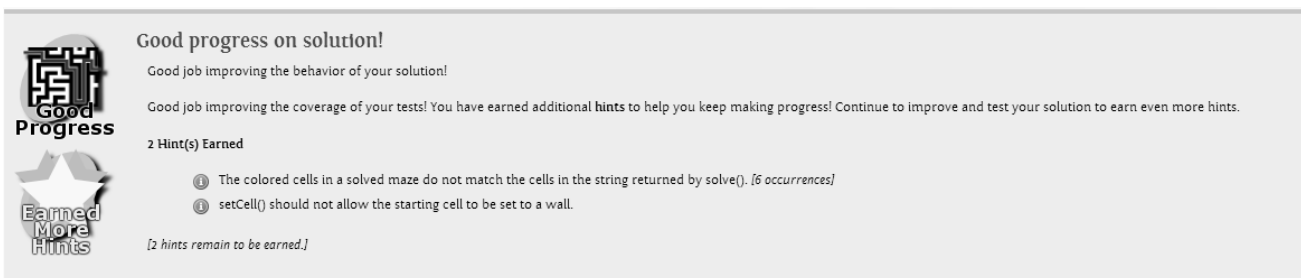 Good progress on solution!
Good job improving the behavior of your solution!
Good job improving the coverage of your tests! You have earned additional hints to help you keep making progress! Continue to improve and test your solution to earn even more hints.
Good
Progress
2 Hint(s) Earned
The colored cells in a solved maze do not match the cells in the string returned by solve(). [6 occurrences]
setCell() should not allow the starting cell to be set to a wall.
Earned
More
Hints
[2 hints remain to be earned.]